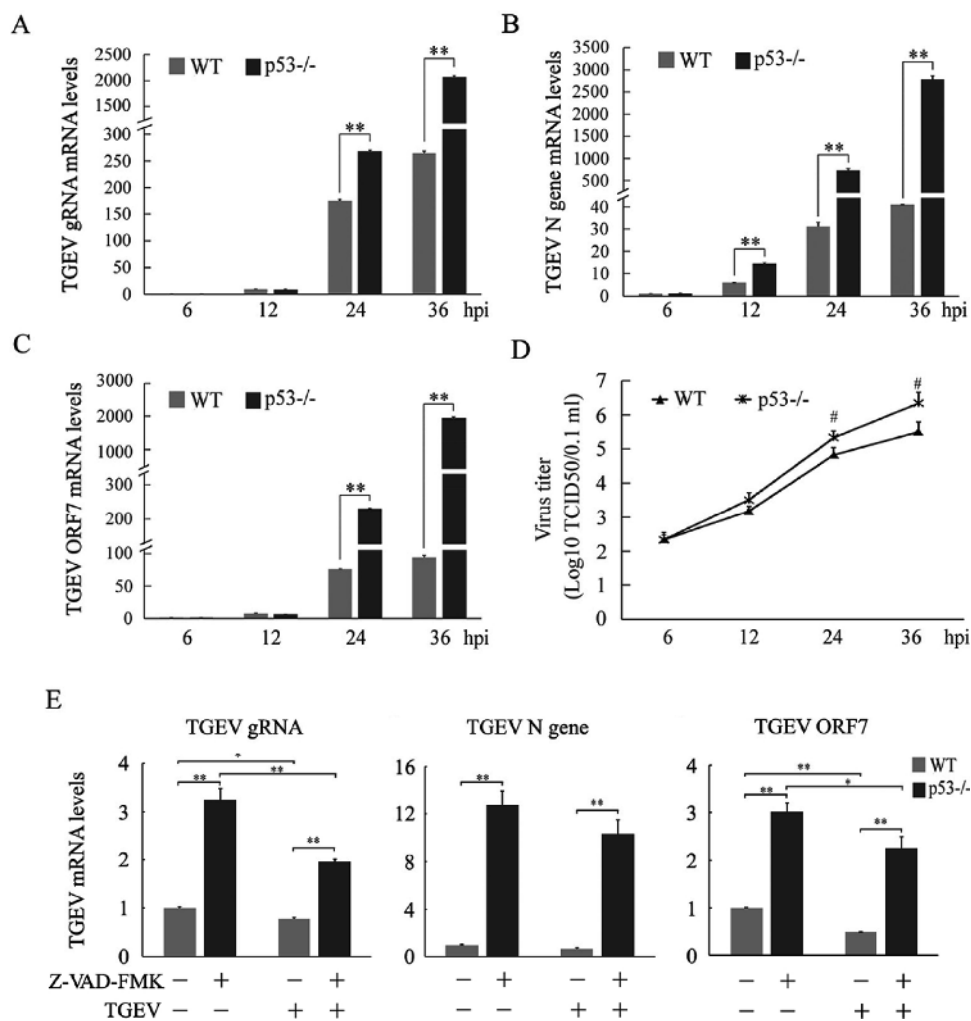 A
TGEV gRNA mRNA levels
WT p53-/-
2500
2000
1500
1000
500
300
250
200
150
100
50
0
** **
6 12 24 36 hpi
B
TGEV N gene mRNA levels
WT p53-/-
3500
3000
2500
2000
1500
1000
500
40
30
20
10
0
** ** **
6 12 24 36 hpi
C
TGEV ORF7 mRNA levels
WT p53-/-
3000
2000
1000
300
200
100
50
0
** **
6 12 24 36 hpi
D
Virus titer
(Log10 TCID50/0.1 ml)
WT p53-/-
7
6
5
4
3
2
1
0
# #
6 12 24 36 hpi
E
TGEV mRNA levels
TGEV gRNA
4
3
2
1
0
*
** **
**
TGEV N gene
16
12
8
4
0
** **
TGEV ORF7
WT
p53-/-
4
3
2
1
0
**
** *
**
Z-VAD-FMK − + − + − + − + − + − +
TGEV − − + + − − + + − − + +